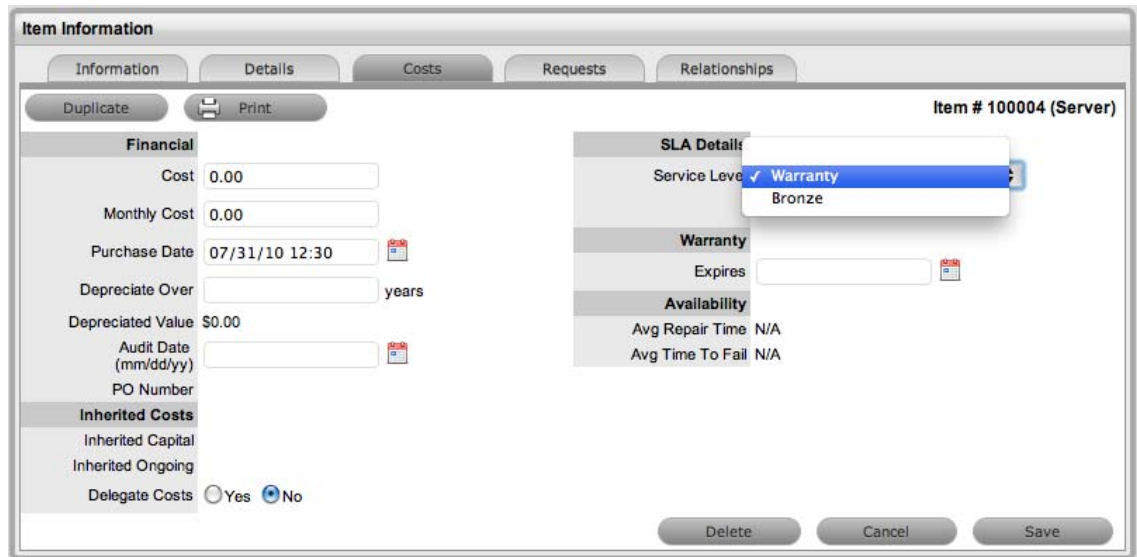 Item Information
Information Details Costs Requests Relationships
Duplicate Print Item # 100004 (Server)
Financial
Cost 0.00
Monthly Cost 0.00
Purchase Date 07/31/10 12:30
Depreciate Over years
Depreciated Value $0.00
Audit Date
(mm/dd/yy)
PO Number
Inherited Costs
Inherited Capital
Inherited Ongoing
Delegate Costs Yes No
SLA Details
Service Leve ✓ Warranty
Bronze
Warranty
Expires
Availability
Avg Repair Time N/A
Avg Time To Fail N/A
Delete Cancel Save